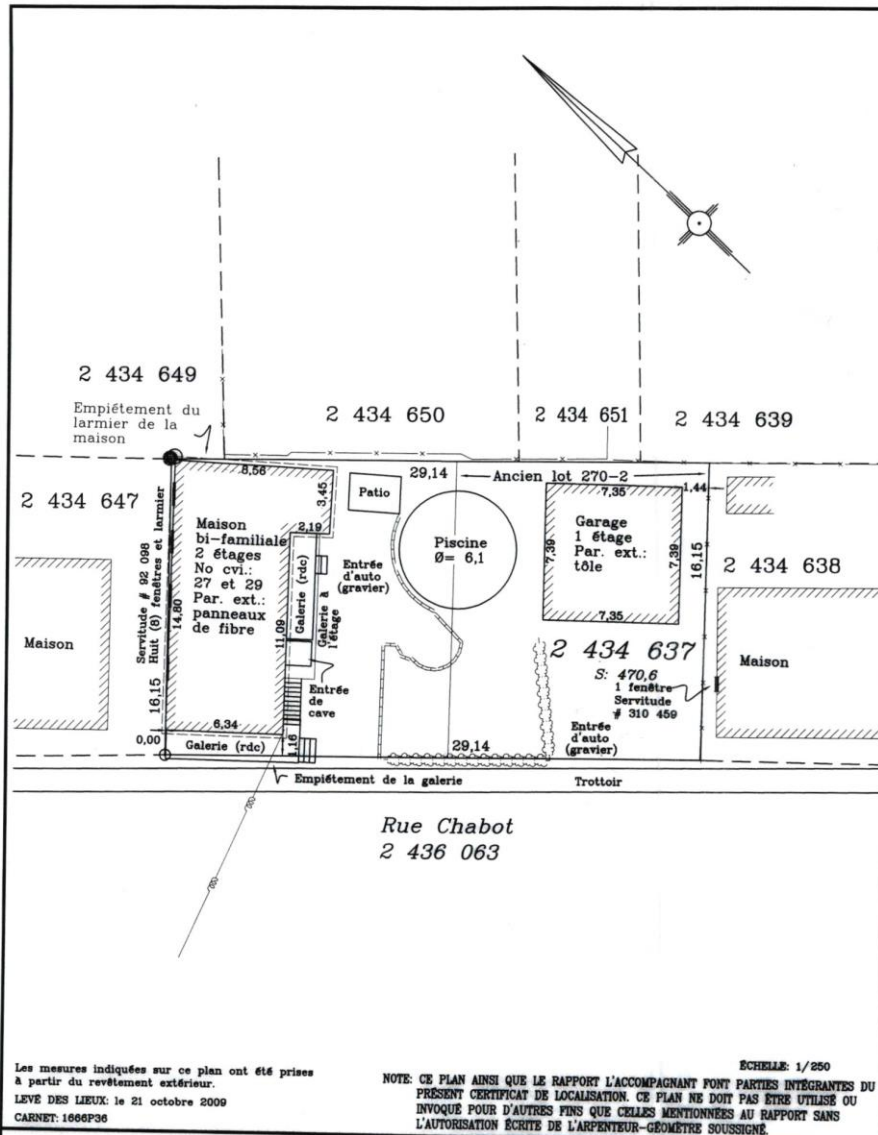 2 434 649
Empiétement du
larmier de la
maison
2 434 650
2 434 651
2 434 639
2 434 647
8,56
3,45
29,14
Ancien lot 270-2
7,35
1,44
Patio
Maison
bi-familiale
2 étages
No cvi.:
27 et 29
Par. ext.:
panneaux
de fibre
2,19
Galerie (rdc)
Galerie à
l'étage
Entrée
d'auto
(gravier)
Piscine
Ø= 6,1
Garage
1 étage
Par. ext.:
tôle
7,39
7,39
16,15
7,35
2 434 638
Servitude # 92 098
Huit (8) fenêtres et larmier
14,80
16,15
11,09
Maison
2 434 637
S: 470,6
1 fenêtre
Servitude
# 310 459
Maison
Entrée
de
cave
6,34
0,00
Galerie (rdc)
1,16
29,14
Entrée
d'auto
(gravier)
Empiétement de la galerie
Trottoir
Rue Chabot
2 436 063
Les mesures indiquées sur ce plan ont été prises
à partir du revêtement extérieur.
LEVÉ DES LIEUX: le 21 octobre 2009
CARNET: 1666P36
ÉCHELLE: 1/250
NOTE: CE PLAN AINSI QUE LE RAPPORT L'ACCOMPAGNANT FONT PARTIES INTÉGRANTES DU
PRÉSENT CERTIFICAT DE LOCALISATION. CE PLAN NE DOIT PAS ÊTRE UTILISÉ OU
INVOQUÉ POUR D'AUTRES FINS QUE CELLES MENTIONNÉES AU RAPPORT SANS
L'AUTORISATION ÉCRITE DE L'ARPENTEUR-GÉOMÈTRE SOUSSIGNÉ.